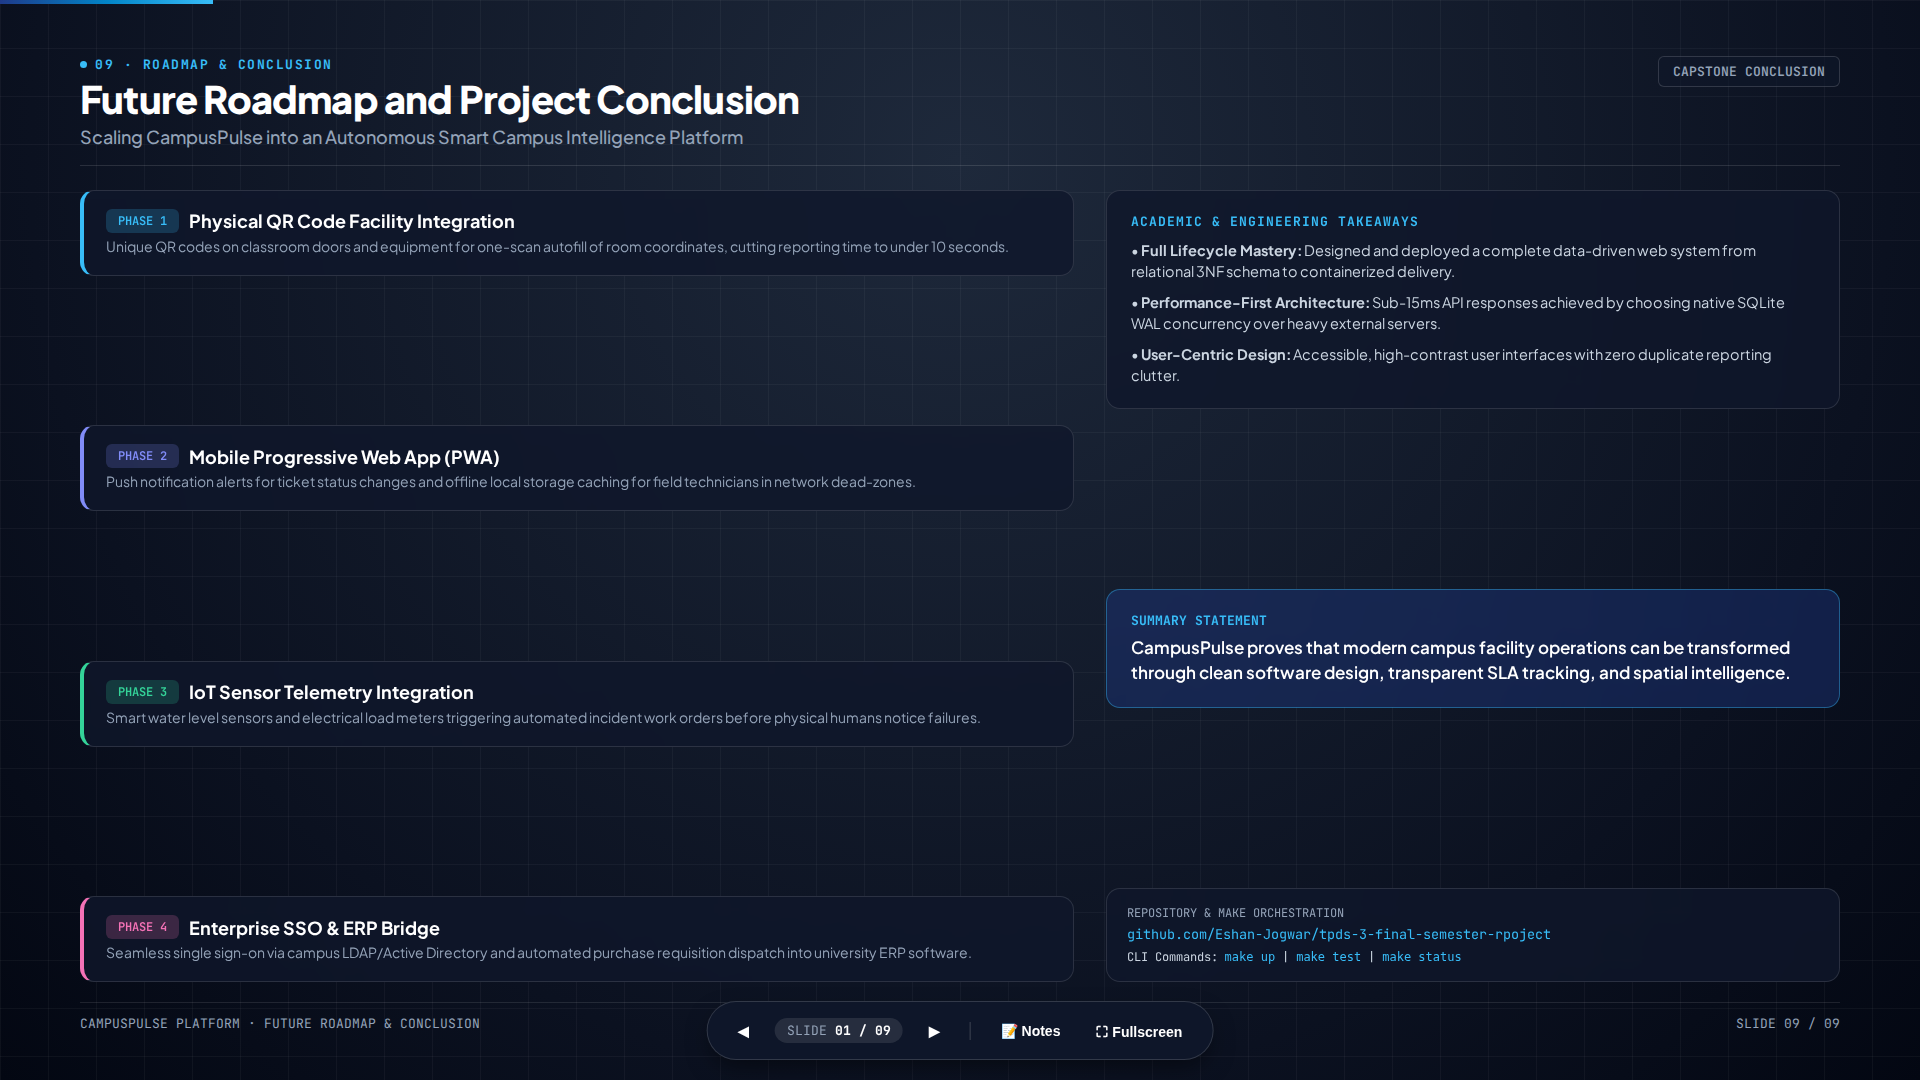 09 · ROADMAP & CONCLUSION
Future Roadmap and Project Conclusion
Scaling CampusPulse into an Autonomous Smart Campus Intelligence Platform
CAPSTONE CONCLUSION
PHASE 1 Physical QR Code Facility Integration
Unique QR codes on classroom doors and equipment for one-scan autofill of room coordinates, cutting reporting time to under 10 seconds.
PHASE 2 Mobile Progressive Web App (PWA)
Push notification alerts for ticket status changes and offline local storage caching for field technicians in network dead-zones.
PHASE 3 IoT Sensor Telemetry Integration
Smart water level sensors and electrical load meters triggering automated incident work orders before physical humans notice failures.
PHASE 4 Enterprise SSO & ERP Bridge
Seamless single sign-on via campus LDAP/Active Directory and automated purchase requisition dispatch into university ERP software.
ACADEMIC & ENGINEERING TAKEAWAYS
• Full Lifecycle Mastery: Designed and deployed a complete data-driven web system from
relational 3NF schema to containerized delivery.
• Performance-First Architecture: Sub-15ms API responses achieved by choosing native SQLite
WAL concurrency over heavy external servers.
• User-Centric Design: Accessible, high-contrast user interfaces with zero duplicate reporting
clutter.
SUMMARY STATEMENT
CampusPulse proves that modern campus facility operations can be transformed
through clean software design, transparent SLA tracking, and spatial intelligence.
REPOSITORY & MAKE ORCHESTRATION
github.com/Eshan-Jogwar/tpds-3-final-semester-rpoject
CLI Commands: make up | make test | make status
CAMPUSPULSE PLATFORM · FUTURE ROADMAP & CONCLUSION
SLIDE 01 / 09
Notes
Fullscreen
SLIDE 09 / 09